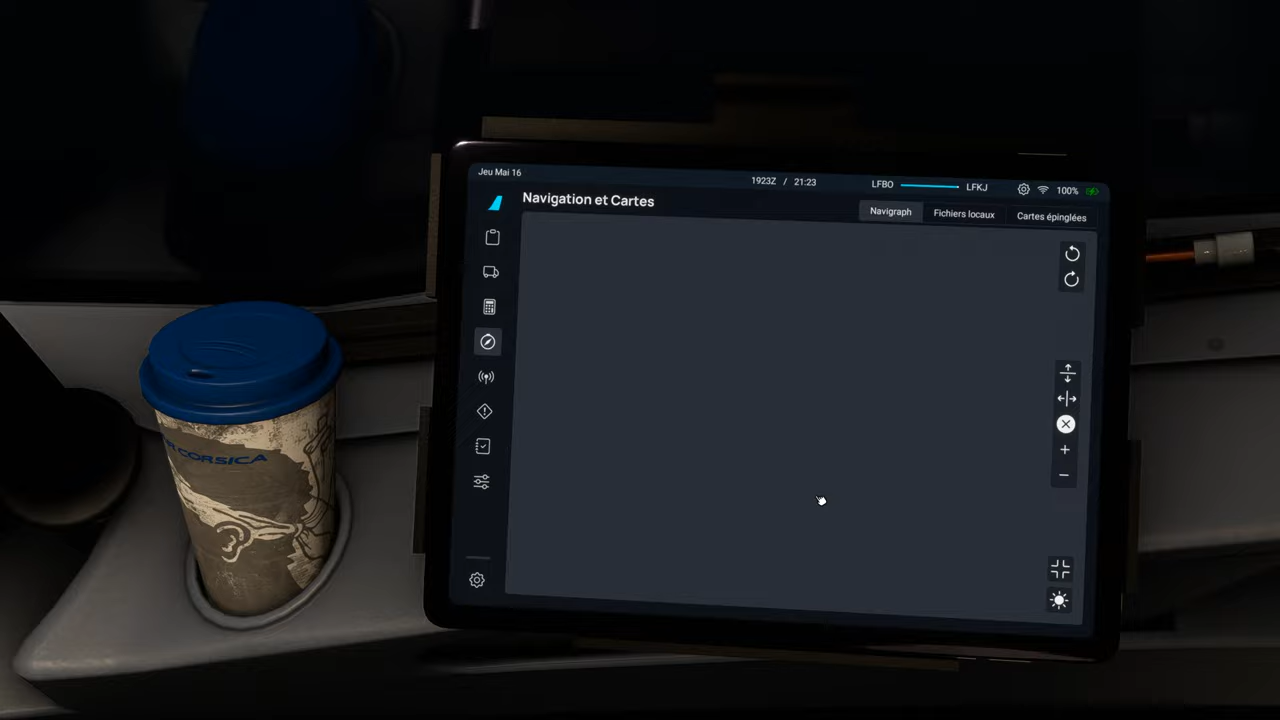 Jeu Mai 16
1923Z / 21:23
LFBO LFKJ
100%
Navigation et Cartes
Navigraph
Fichiers locaux
Cartes épinglées
CORSICA